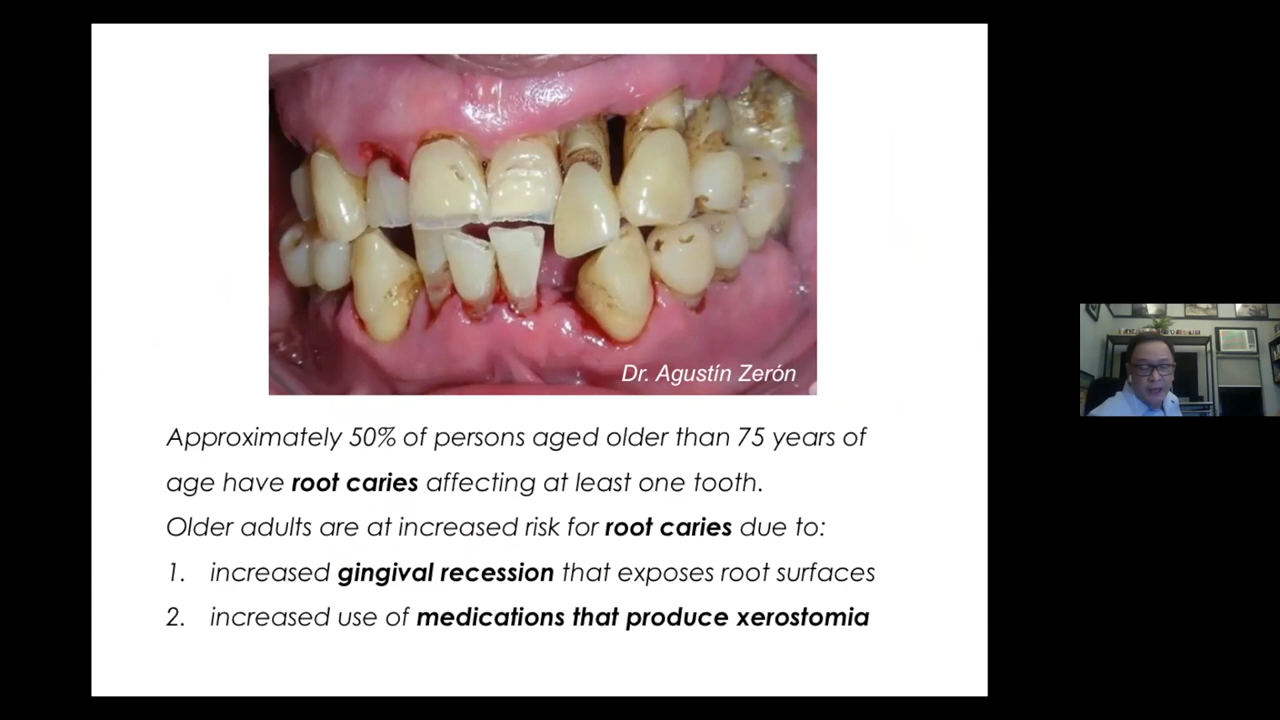 Dr. Agustín Zerón
Approximately 50% of persons aged older than 75 years of
age have root caries affecting at least one tooth.
Older adults are at increased risk for root caries due to:
1. increased gingival recession that exposes root surfaces
2. increased use of medications that produce xerostomia